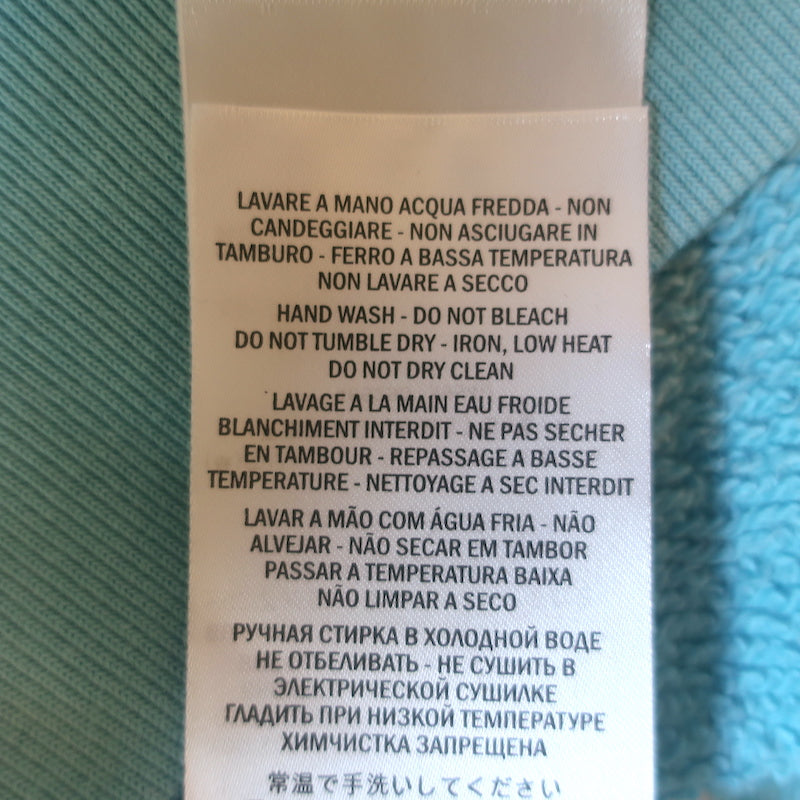 LAVARE A MANO ACQUA FREDDA - NON
CANDEGGIARE - NON ASCIUGARE IN
TAMBURO - FERRO A BASSA TEMPERATURA
NON LAVARE A SECCO
HAND WASH - DO NOT BLEACH
DO NOT TUMBLE DRY - IRON, LOW HEAT
DO NOT DRY CLEAN
LAVAGE A LA MAIN EAU FROIDE
BLANCHIMENT INTERDIT - NE PAS SECHER
EN TAMBOUR - REPASSAGE A BASSE
TEMPERATURE - NETTOYAGE A SEC INTERDIT
LAVAR A MÃO COM ÁGUA FRIA - NÃO
ALVEJAR - NÃO SECAR EM TAMBOR
PASSAR A TEMPERATURA BAIXA
NÃO LIMPAR A SECO
РУЧНАЯ СТИРКА В ХОЛОДНОЙ ВОДЕ
НЕ ОТБЕЛИВАТЬ - НЕ СУШИТЬ В
ЭЛЕКТРИЧЕСКОЙ СУШИЛКЕ
ГЛАДИТЬ ПРИ НИЗКОЙ ТЕМПЕРАТУРЕ
ХИМЧИСТКА ЗАПРЕЩЕНА
常温で手洗いしてください